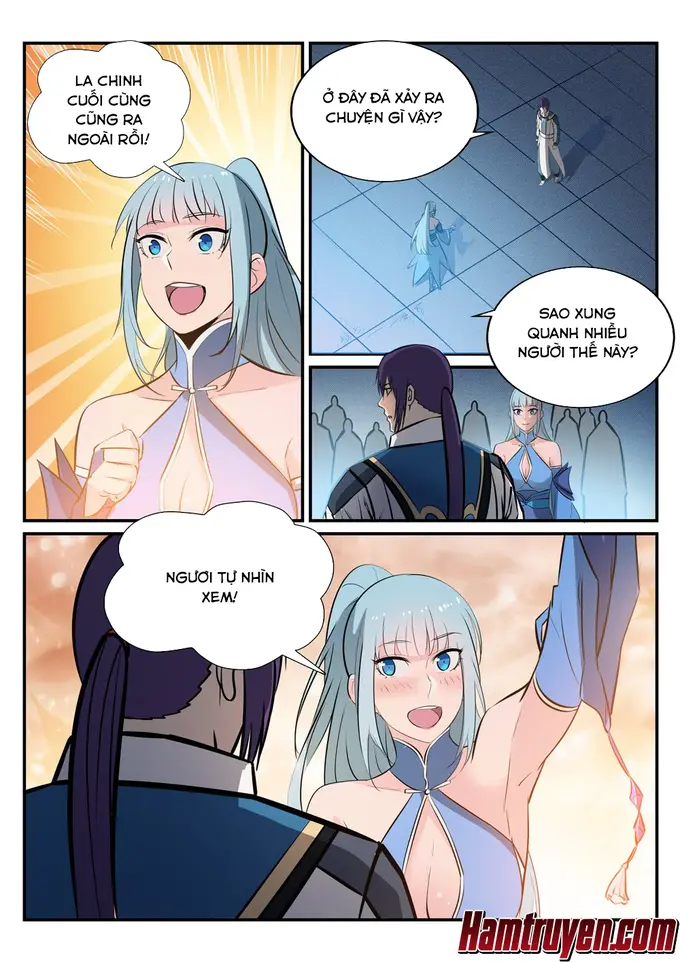 LA CHINH
CUỐI CÙNG
CŨNG RA
NGOÀI RỒI!
Ở ĐÂY ĐÃ XẢY RA
CHUYỆN GÌ VẬY?
SAO XUNG
QUANH NHIỀU
NGƯỜI THẾ NÀY?
NGƯƠI TỰ NHÌN
XEM!
Hamtruyen.com